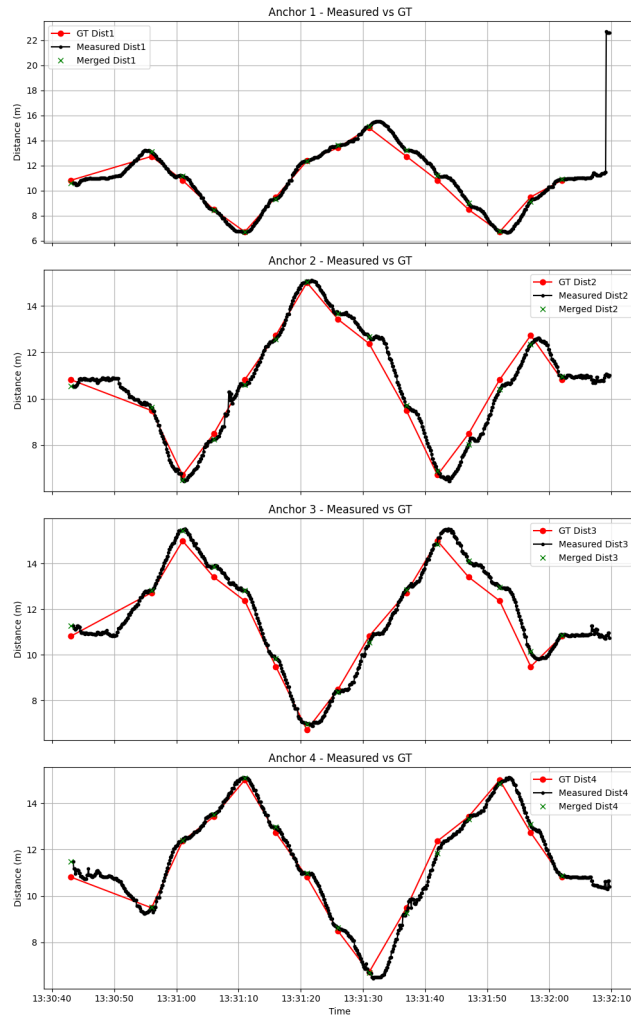 Anchor 1 - Measured vs GT
GT Dist1
Measured Dist1
Merged Dist1
Distance (m)
22
20
18
16
14
12
10
8
6
Anchor 2 - Measured vs GT
GT Dist2
Measured Dist2
Merged Dist2
Distance (m)
14
12
10
8
Anchor 3 - Measured vs GT
GT Dist3
Measured Dist3
Merged Dist3
Distance (m)
14
12
10
8
Anchor 4 - Measured vs GT
GT Dist4
Measured Dist4
Merged Dist4
Distance (m)
14
12
10
8
13:30:40 13:30:50 13:31:00 13:31:10 13:31:20 13:31:30 13:31:40 13:31:50 13:32:00 13:32:10
Time